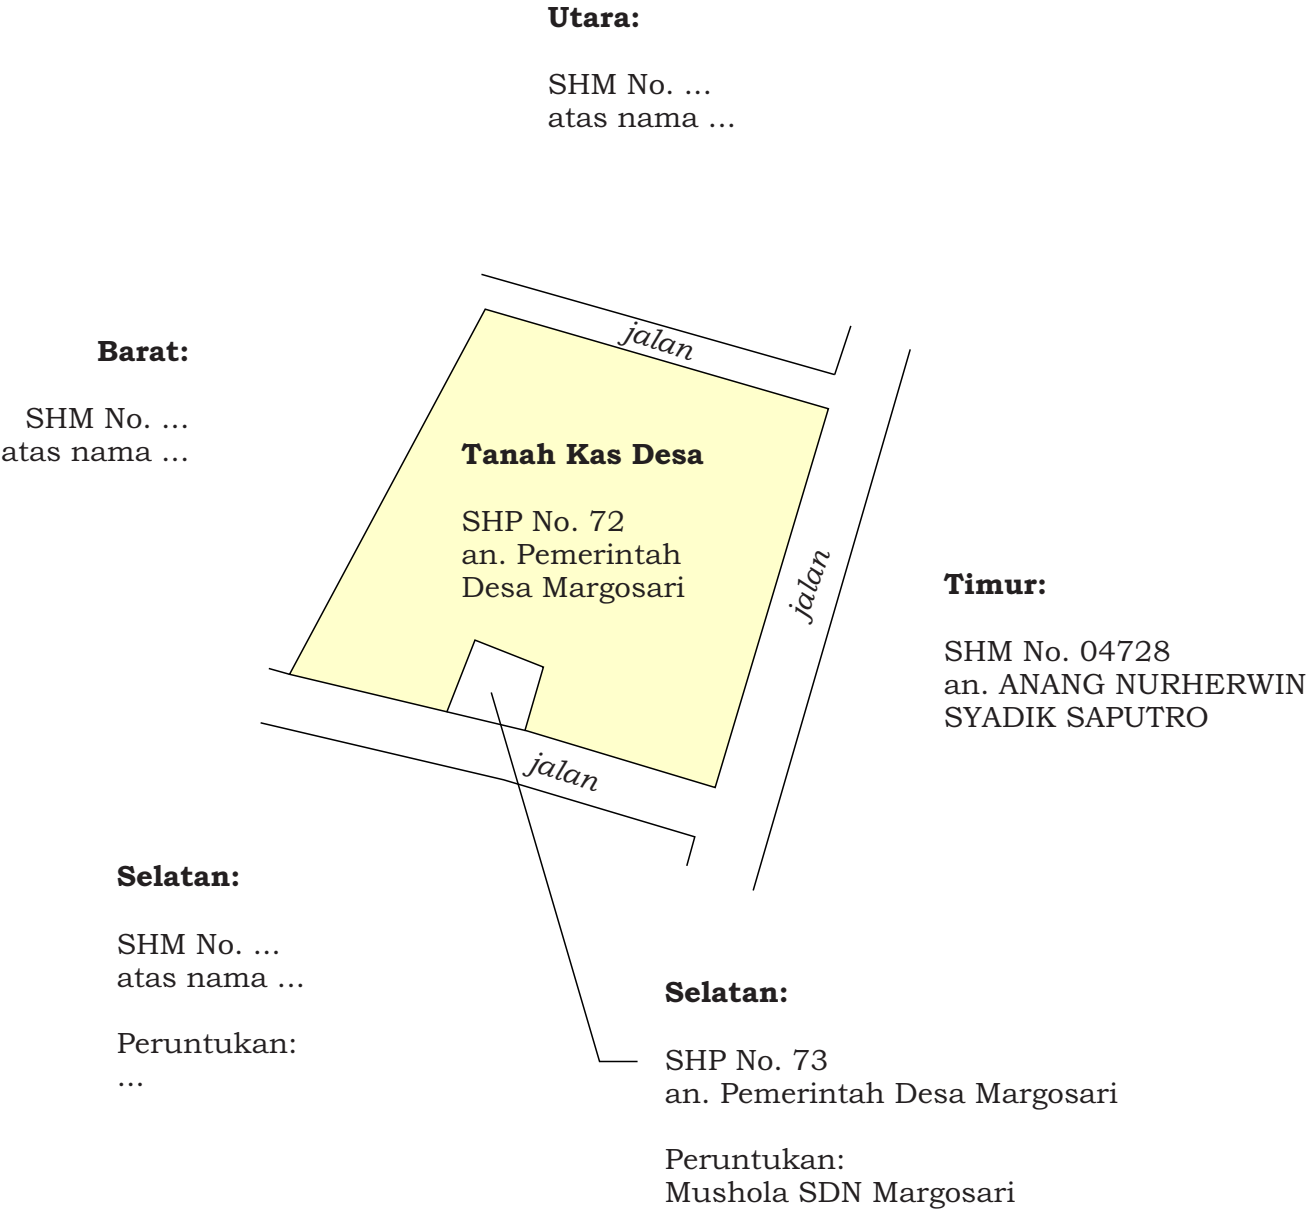 Utara:
SHM No. ...
atas nama ...
jalan
Barat:
SHM No. ...
atas nama ...
Tanah Kas Desa
SHP No. 72
an. Pemerintah
Desa Margosari
jalan
Timur:
SHM No. 04728
an. ANANG NURHERWIN
SYADIK SAPUTRO
jalan
Selatan:
SHM No. ...
atas nama ...
Peruntukan:
...
Selatan:
SHP No. 73
an. Pemerintah Desa Margosari
Peruntukan:
Mushola SDN Margosari